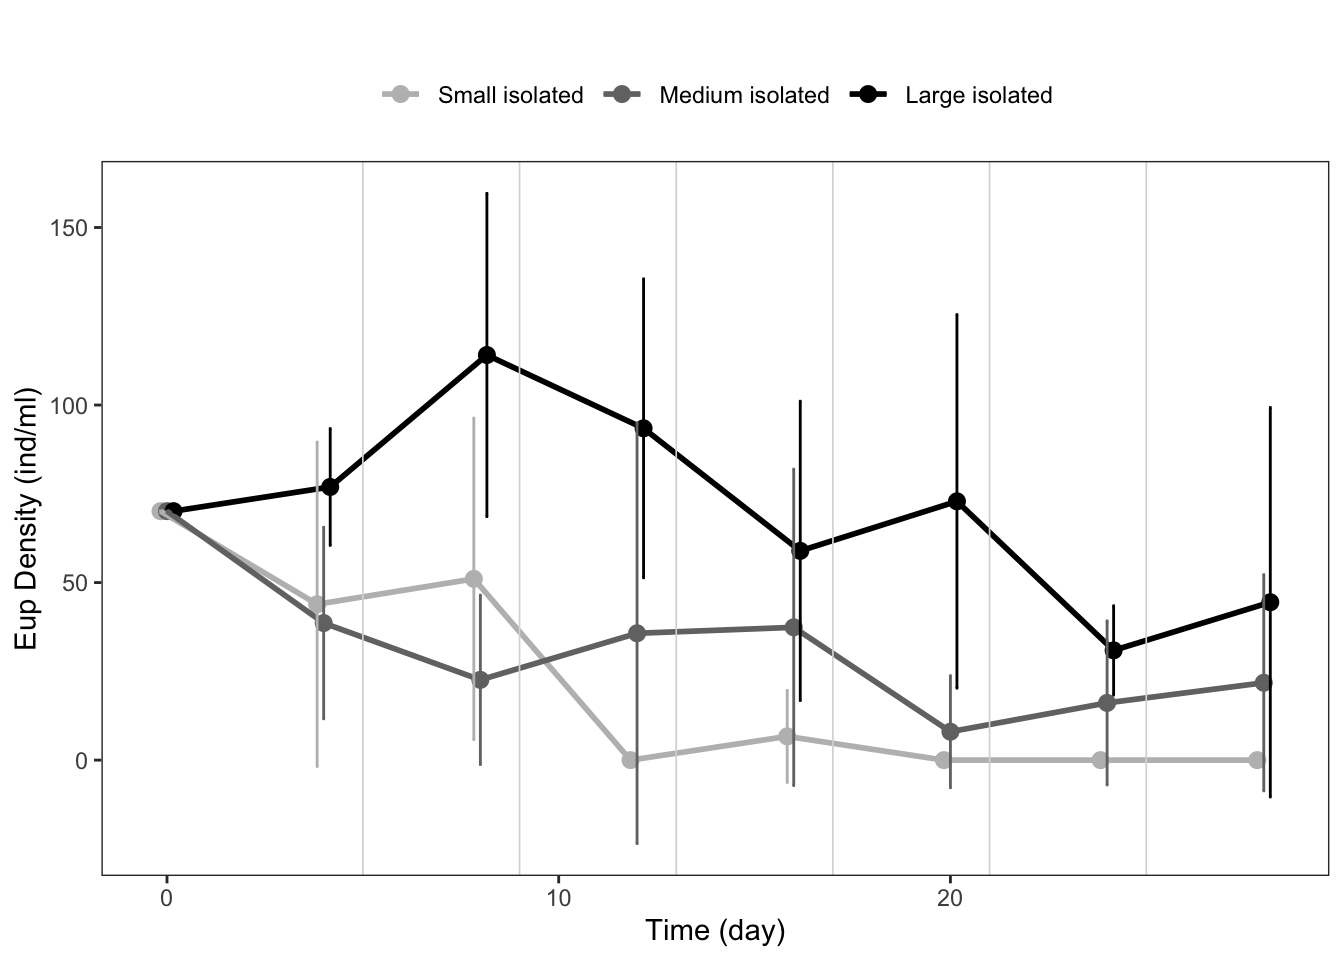 Small isolated Medium isolated Large isolated
150
100
50
0
Eup Density (ind/ml)
0 10 20
Time (day)